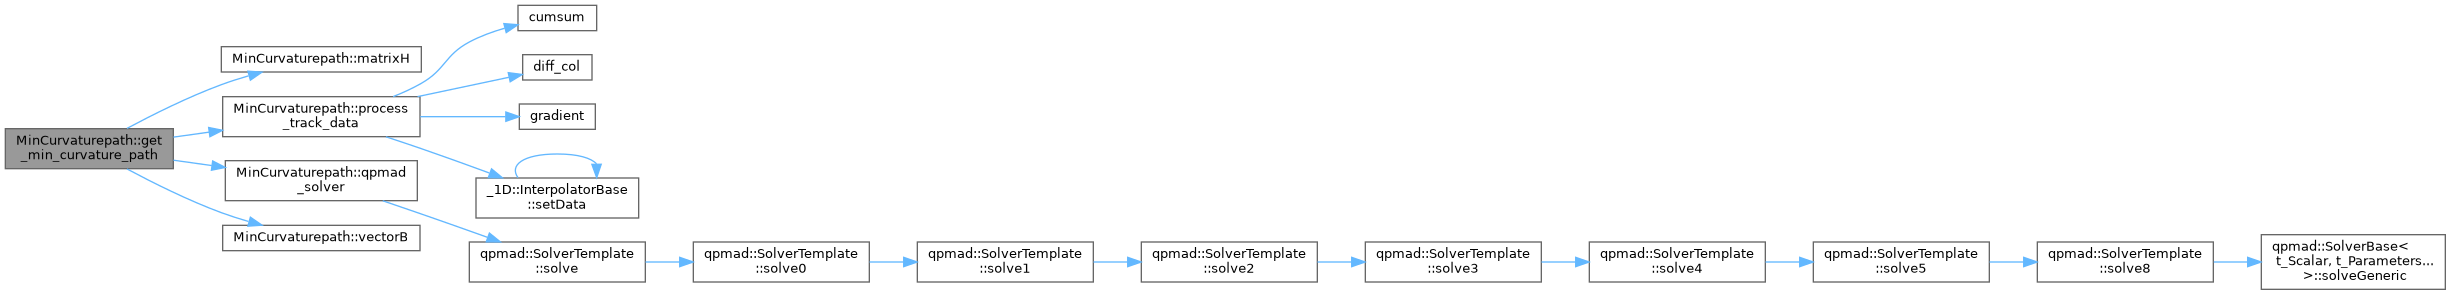 MinCurvaturepath::get
_min_curvature_path
MinCurvaturepath::matrixH
MinCurvaturepath::process
_track_data
cumsum
diff_col
gradient
_1D::InterpolatorBase
::setData
MinCurvaturepath::qpmad
_solver
qpmad::SolverTemplate
::solve
qpmad::SolverTemplate
::solve0
qpmad::SolverTemplate
::solve1
qpmad::SolverTemplate
::solve2
qpmad::SolverTemplate
::solve3
qpmad::SolverTemplate
::solve4
qpmad::SolverTemplate
::solve5
qpmad::SolverTemplate
::solve8
qpmad::SolverBase<
t_Scalar, t_Parameters...
>::solveGeneric
MinCurvaturepath::vectorB